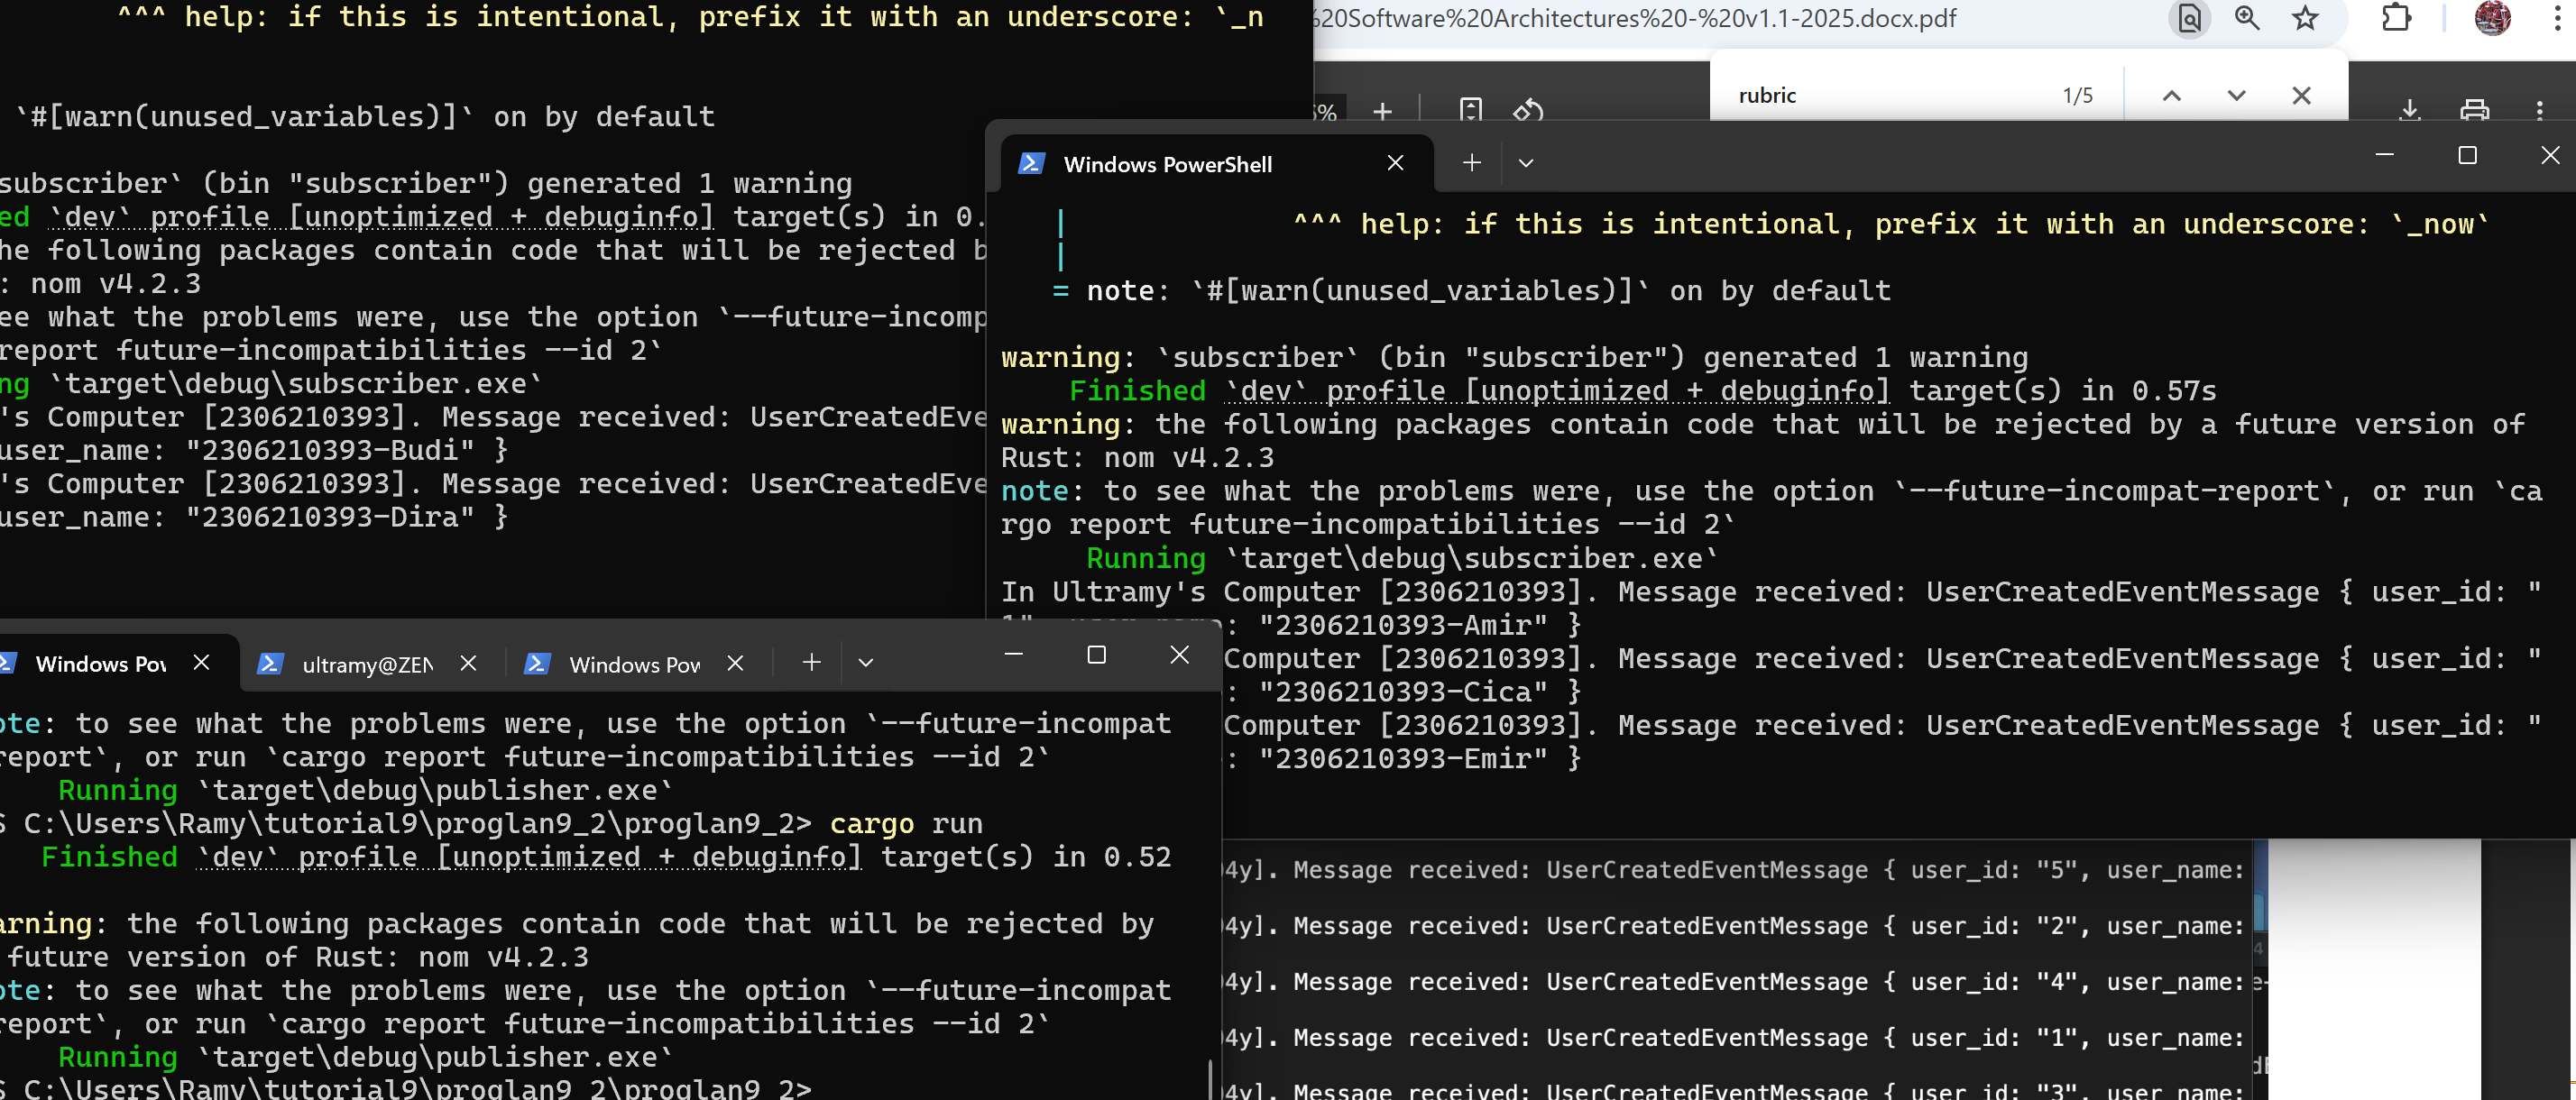 ^^^ help: if this is intentional, prefix it with an underscore: `_n
`#[warn(unused_variables)]` on by default
subscriber` (bin "subscriber") generated 1 warning
ed `dev` profile [unoptimized + debuginfo] target(s) in 0.
he following packages contain code that will be rejected b
: nom v4.2.3
ee what the problems were, use the option `--future-incomp
report future-incompatibilities --id 2`
ng `target\debug\subscriber.exe`
's Computer [2306210393]. Message received: UserCreatedEve
user_name: "2306210393-Budi" }
's Computer [2306210393]. Message received: UserCreatedEve
user_name: "2306210393-Dira" }
%20Software%20Architectures%20-%20v1.1-2025.docx.pdf
rubric 1/5
Windows PowerShell
^^^ help: if this is intentional, prefix it with an underscore: `_now`
= note: `#[warn(unused_variables)]` on by default
warning: `subscriber` (bin "subscriber") generated 1 warning
Finished `dev` profile [unoptimized + debuginfo] target(s) in 0.57s
warning: the following packages contain code that will be rejected by a future version of
Rust: nom v4.2.3
note: to see what the problems were, use the option `--future-incompat-report`, or run `ca
rgo report future-incompatibilities --id 2`
Running `target\debug\subscriber.exe`
In Ultramy's Computer [2306210393]. Message received: UserCreatedEventMessage { user_id: "
: "2306210393-Amir" }
Computer [2306210393]. Message received: UserCreatedEventMessage { user_id: "
: "2306210393-Cica" }
Computer [2306210393]. Message received: UserCreatedEventMessage { user_id: "
: "2306210393-Emir" }
Windows Pov ultramy@ZEN Windows Pow
ote: to see what the problems were, use the option `--future-incompat
report`, or run `cargo report future-incompatibilities --id 2`
Running `target\debug\publisher.exe`
S C:\Users\Ramy\tutorial9\proglan9_2\proglan9_2> cargo run
Finished `dev` profile [unoptimized + debuginfo] target(s) in 0.52
arning: the following packages contain code that will be rejected by
future version of Rust: nom v4.2.3
ote: to see what the problems were, use the option `--future-incompat
report`, or run `cargo report future-incompatibilities --id 2`
Running `target\debug\publisher.exe`
S C:\Users\Ramy\tutorial9\proglan9_2\proglan9_2>
4y]. Message received: UserCreatedEventMessage { user_id: "5", user_name:
4y]. Message received: UserCreatedEventMessage { user_id: "2", user_name:
4y]. Message received: UserCreatedEventMessage { user_id: "4", user_name:
4y]. Message received: UserCreatedEventMessage { user_id: "1", user_name:
4y]. Message received: UserCreatedEventMessage { user_id: "3", user_name: